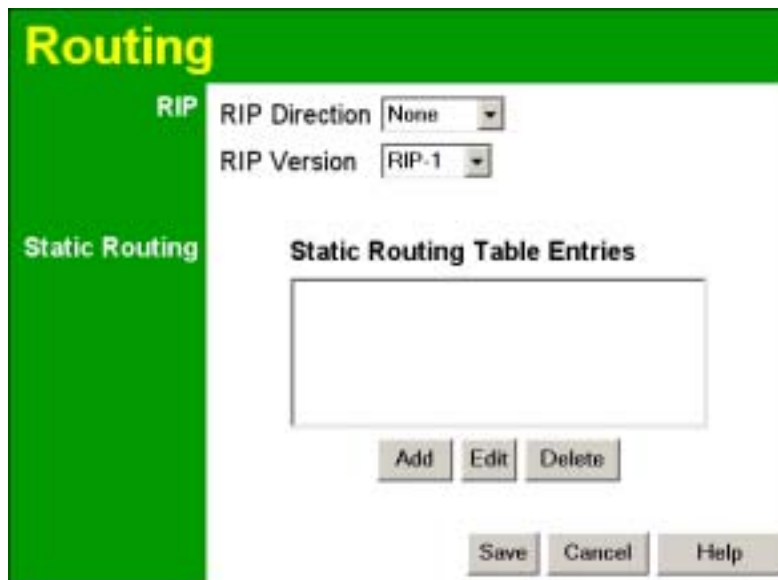 Routing
RIP
RIP Direction None
RIP Version RIP-1
Static Routing
Static Routing Table Entries
Add Edit Delete
Save Cancel Help